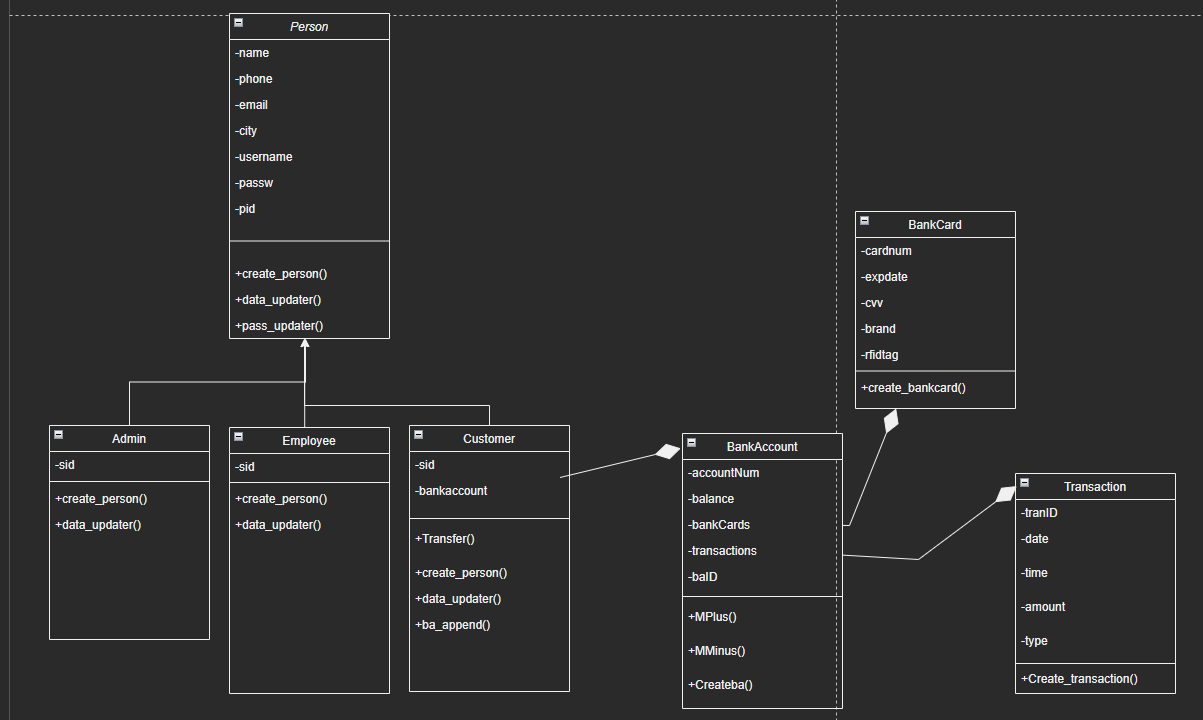 Person
-name
-phone
-email
-city
-username
-passw
-pid
+create_person()
+data_updater()
+pass_updater()
Admin
-sid
+create_person()
+data_updater()
Employee
-sid
+create_person()
+data_updater()
Customer
-sid
-bankaccount
+Transfer()
+create_person()
+data_updater()
+ba_append()
BankAccount
-accountNum
-balance
-bankCards
-transactions
-baID
+MPlus()
+MMinus()
+Createba()
BankCard
-cardnum
-expdate
-cvv
-brand
-rfidtag
+create_bankcard()
Transaction
-tranID
-date
-time
-amount
-type
+Create_transaction()